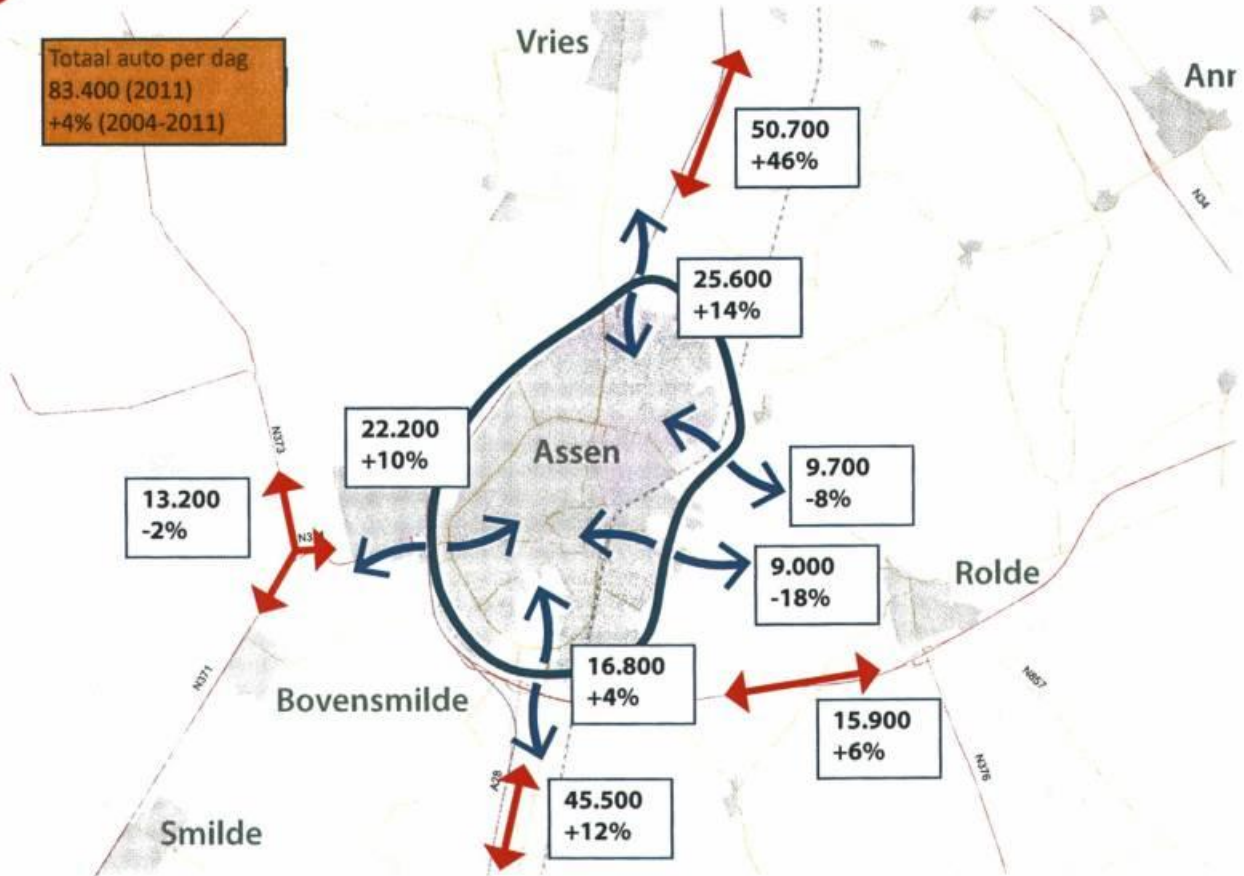 Totaal auto per dag
83.400 (2011)
+4% (2004-2011)
Vries
50.700
+46%
N34
25.600
+14%
22.200
+10%
Assen
N373
13.200
-2%
9.700
-8%
9.000
-18%
Rolde
16.800
+4%
N371
Bovensmilde
N857
15.900
+6%
N376
A28
45.500
+12%
Smilde